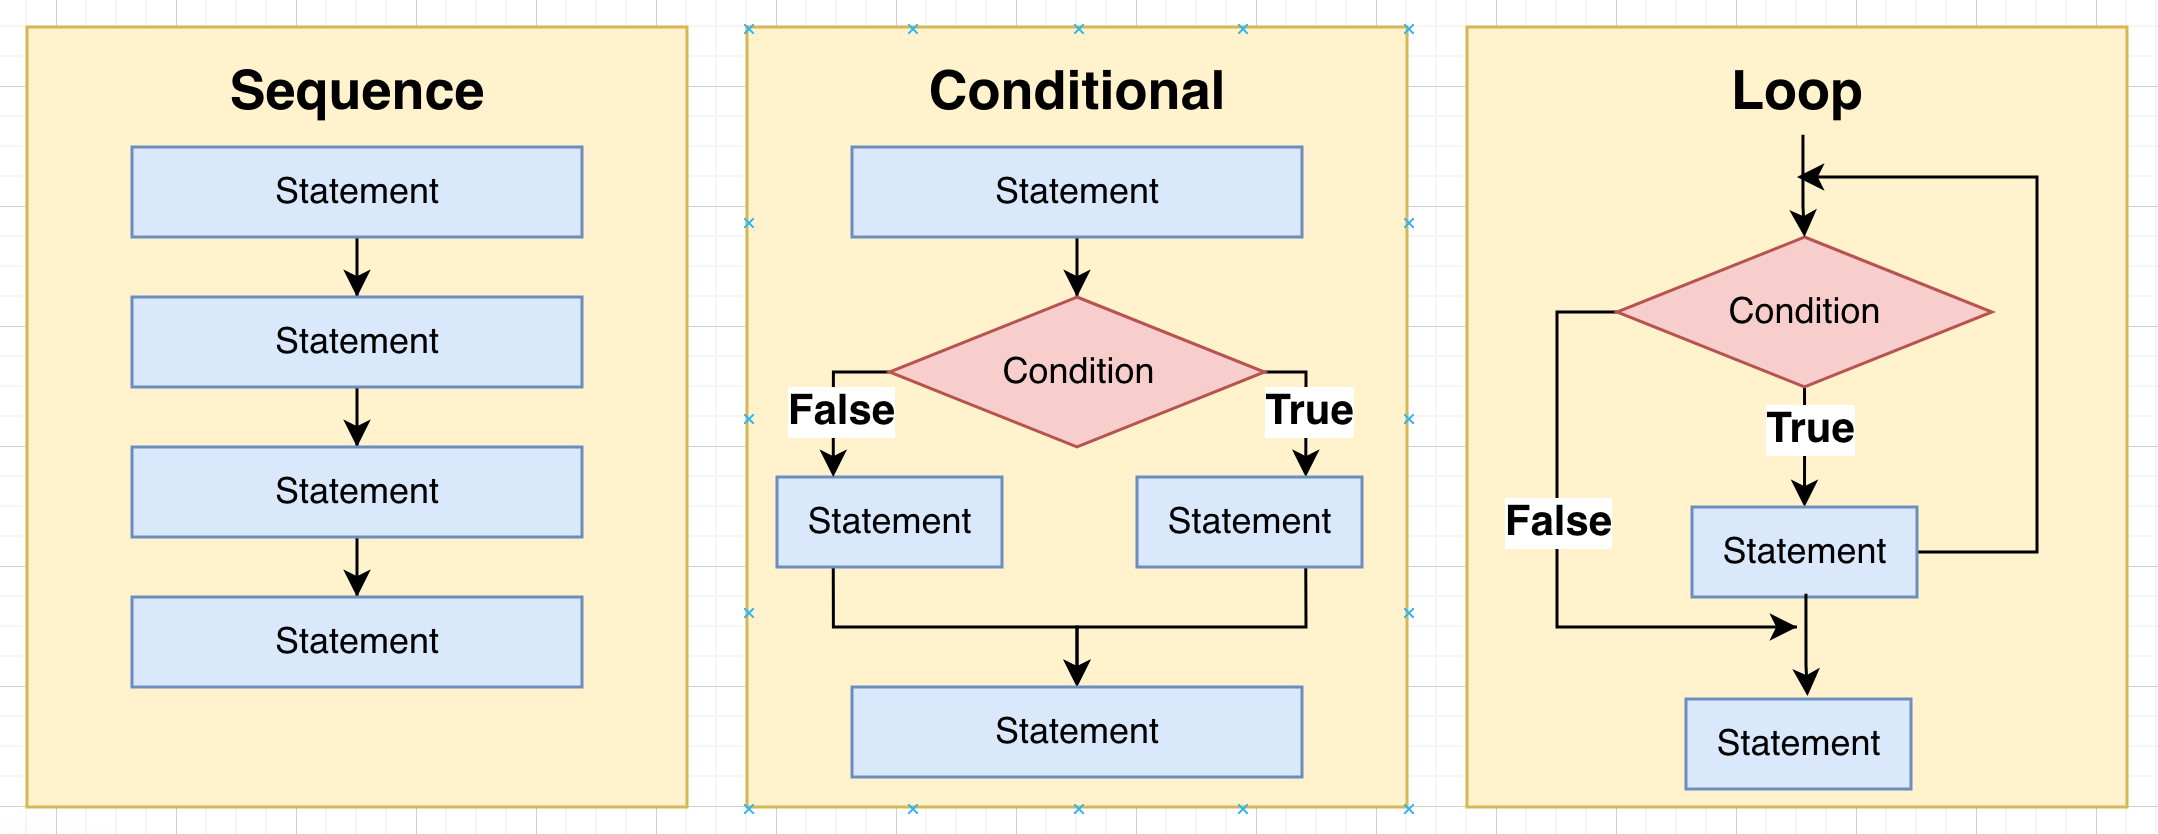 Sequence
Statement
Statement
Statement
Statement
Conditional
Statement
Condition
False
True
Statement
Statement
Statement
Loop
Condition
True
False
Statement
Statement